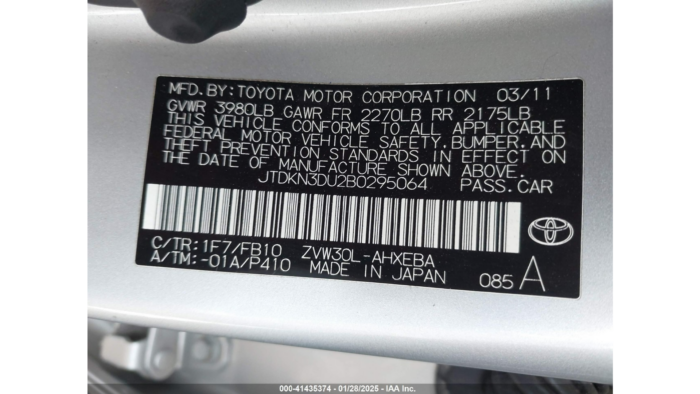 MFD.BY:TOYOTA MOTOR CORPORATION 03/11
GVWR 3980LB GAWR FR 2270LB RR 2175LB
THIS VEHICLE CONFORMS TO ALL APPLICABLE
FEDERAL MOTOR VEHICLE SAFETY,BUMPER,AND
THEFT PREVENTION STANDARDS IN EFFECT ON
THE DATE OF MANUFACTURE SHOWN ABOVE.
JTDKN3DU2B0295064 PASS.CAR
C/TR:1F7/FB10 ZVW30L-AHXEBA
A/TM:-01A/P410 MADE IN JAPAN 085 A
000-41435374 | 01/28/2025 | IAA Inc.